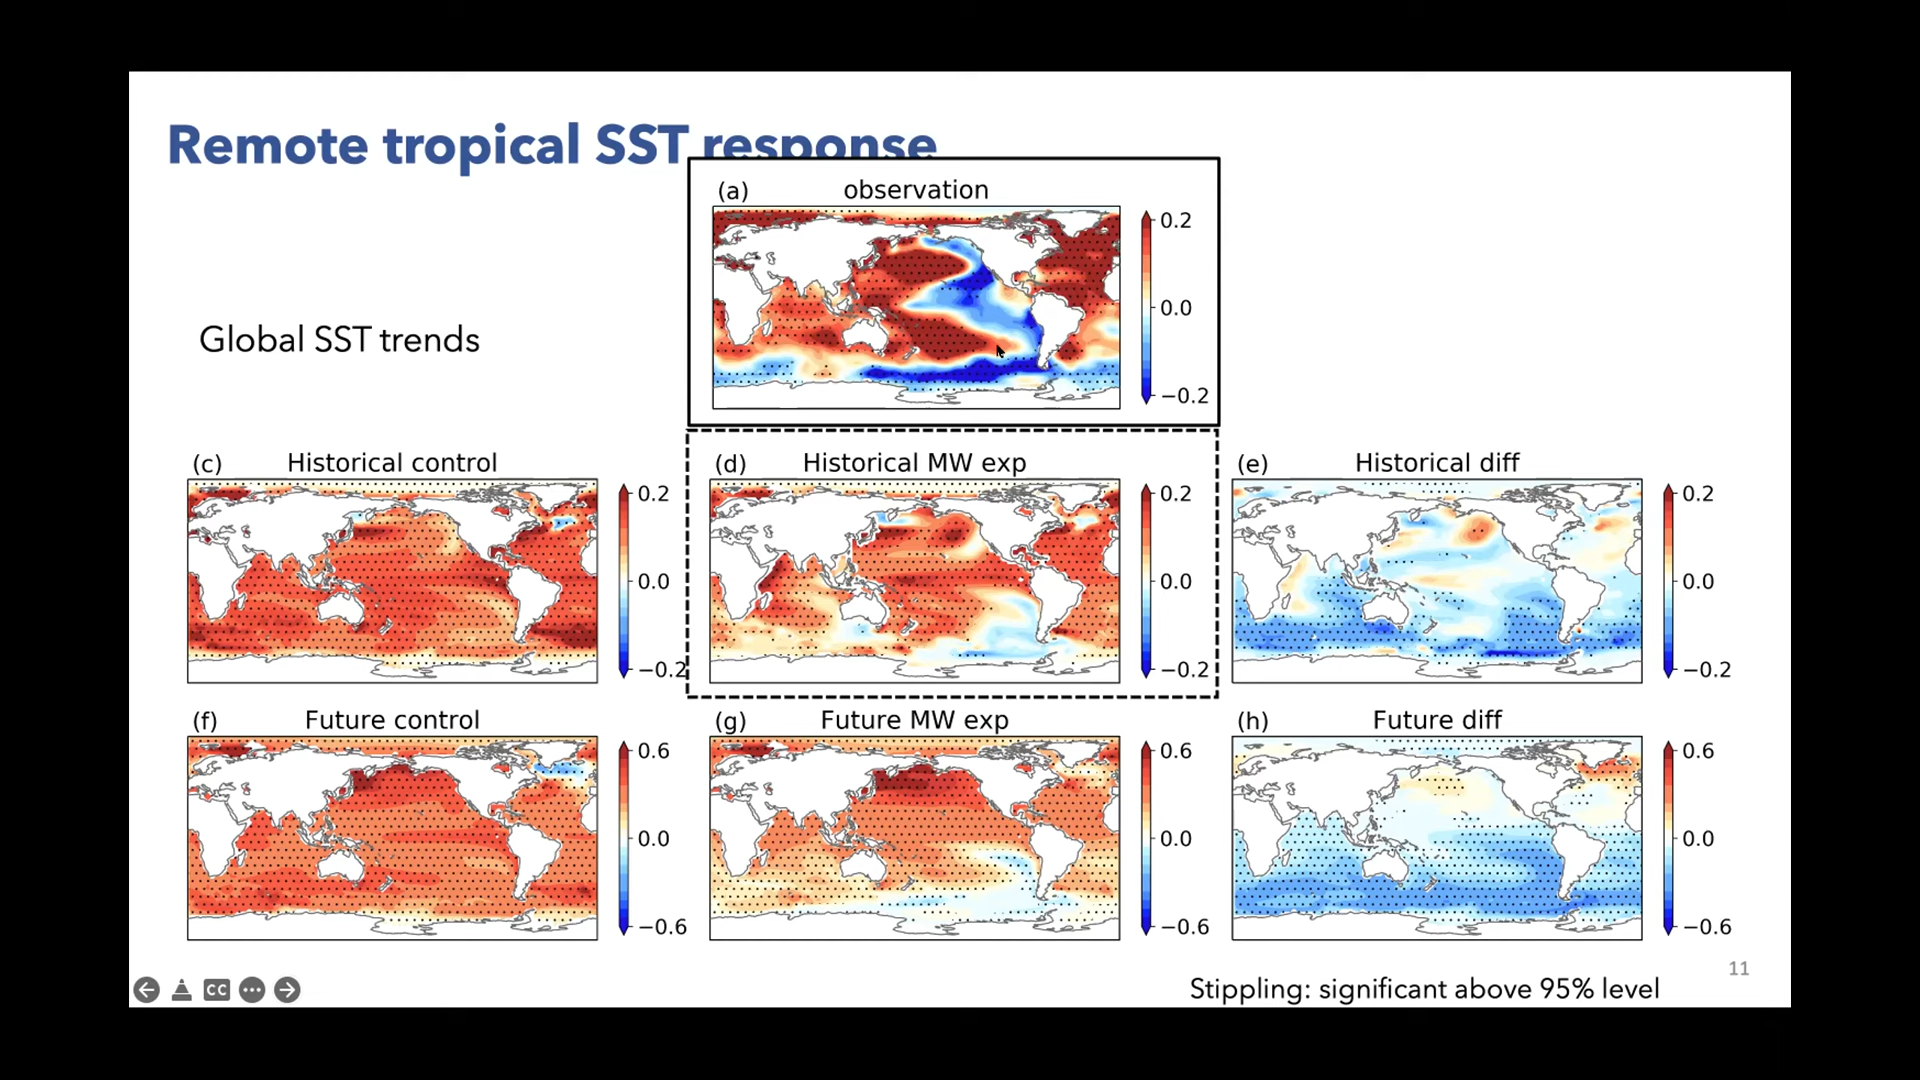 Remote tropical SST response
(a) observation
0.2
0.0
−0.2
Global SST trends
(c) Historical control
0.2
0.0
−0.2
(d) Historical MW exp
0.2
0.0
−0.2
(e) Historical diff
0.2
0.0
−0.2
(f) Future control
0.6
0.0
−0.6
(g) Future MW exp
0.6
0.0
−0.6
(h) Future diff
0.6
0.0
−0.6
11
CC
Stippling: significant above 95% level